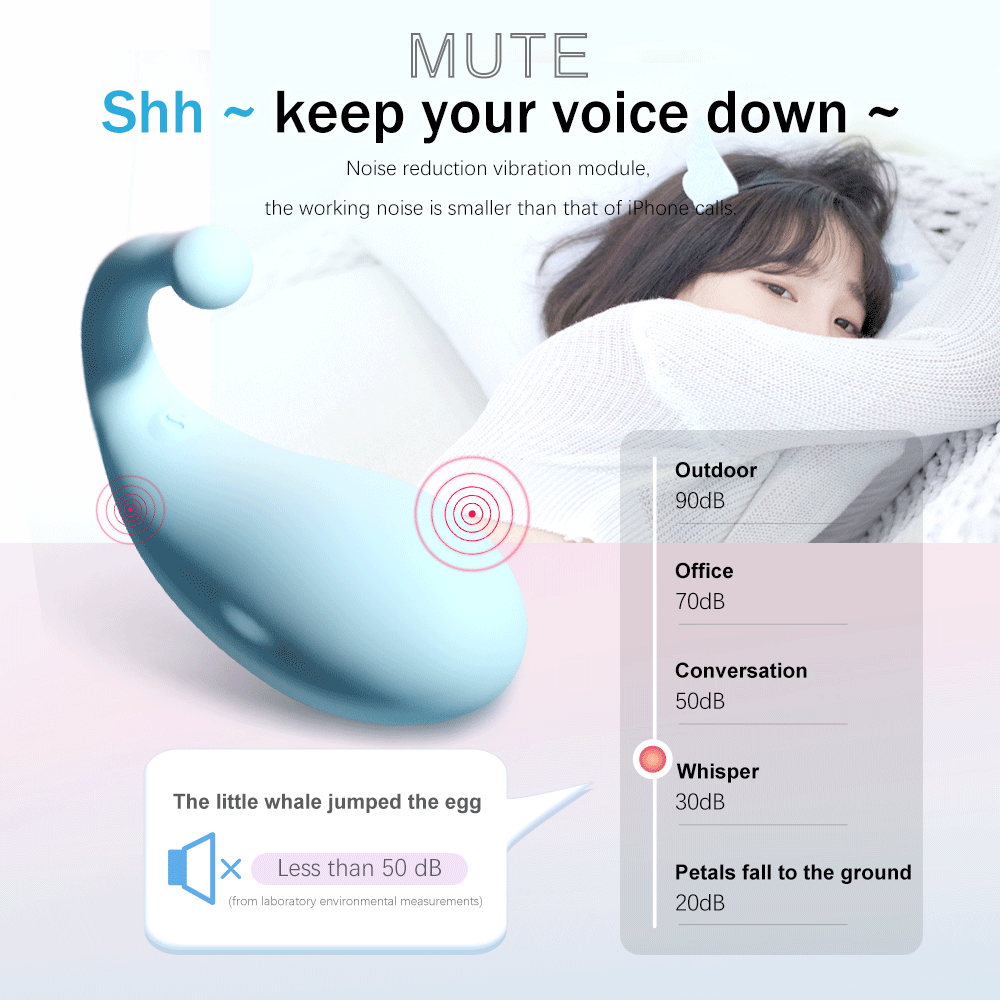 MUTE
Shh ~ keep your voice down ~
Noise reduction vibration module,
the working noise is smaller than that of iPhone calls.
Outdoor
90dB
Office
70dB
Conversation
50dB
Whisper
30dB
Petals fall to the ground
20dB
The little whale jumped the egg
Less than 50 dB
(from laboratory environmental measurements)